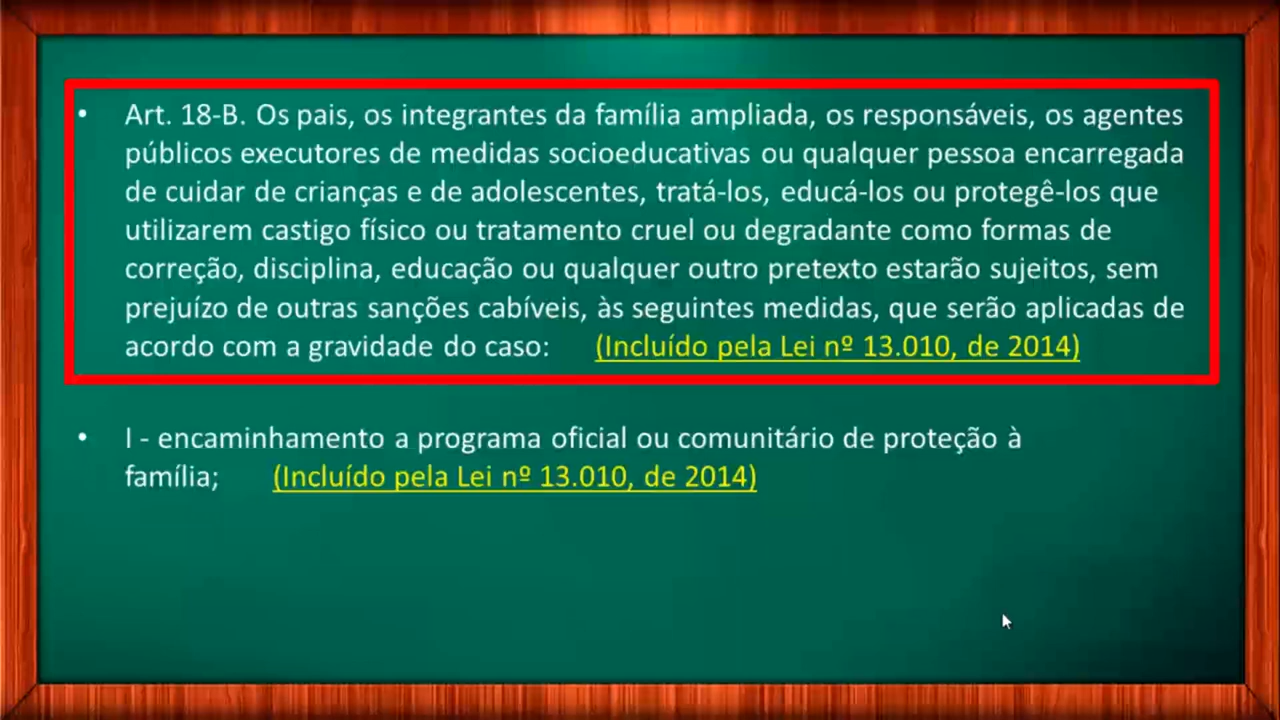 • Art. 18-B. Os pais, os integrantes da família ampliada, os responsáveis, os agentes
públicos executores de medidas socioeducativas ou qualquer pessoa encarregada
de cuidar de crianças e de adolescentes, tratá-los, educá-los ou protegê-los que
utilizarem castigo físico ou tratamento cruel ou degradante como formas de
correção, disciplina, educação ou qualquer outro pretexto estarão sujeitos, sem
prejuízo de outras sanções cabíveis, às seguintes medidas, que serão aplicadas de
acordo com a gravidade do caso: (Incluído pela Lei nº 13.010, de 2014)
• I - encaminhamento a programa oficial ou comunitário de proteção à
família; (Incluído pela Lei nº 13.010, de 2014)